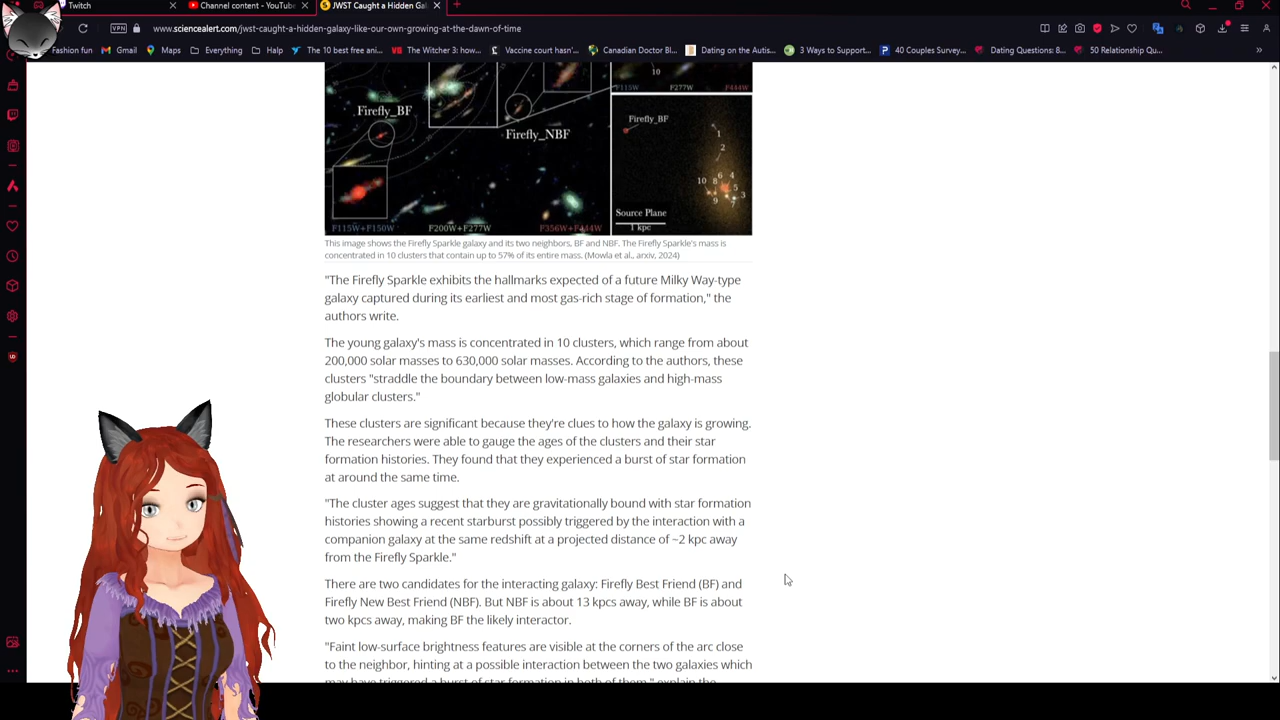 Twitch
Channel content - YouTube
JWST Caught a Hidden Gal
VPN
www.sciencealert.com/jwst-caught-a-hidden-galaxy-like-our-own-growing-at-the-dawn-of-time
Fashion fun
Gmail
Maps
Everything
Halp
The 10 best free ani...
The Witcher 3: how...
Vaccine court hasn'...
Canadian Doctor Bl...
Dating on the Autis...
3 Ways to Support...
40 Couples Survey...
Dating Questions: 80...
50 Relationship Qu...
Firefly_BF
Firefly_NBF
F115W+F150W
F200W+F277W
F356W+F444W
10
F115W
F277W
F444W
Firefly_BF
1
2
6 4
10 8 5
3
9 7
Source Plane
1 kpc
This image shows the Firefly Sparkle galaxy and its two neighbors, BF and NBF. The Firefly Sparkle's mass is
concentrated in 10 clusters that contain up to 57% of its entire mass. (Mowla et al., arxiv, 2024)
"The Firefly Sparkle exhibits the hallmarks expected of a future Milky Way-type
galaxy captured during its earliest and most gas-rich stage of formation," the
authors write.
The young galaxy's mass is concentrated in 10 clusters, which range from about
200,000 solar masses to 630,000 solar masses. According to the authors, these
clusters "straddle the boundary between low-mass galaxies and high-mass
globular clusters."
These clusters are significant because they're clues to how the galaxy is growing.
The researchers were able to gauge the ages of the clusters and their star
formation histories. They found that they experienced a burst of star formation
at around the same time.
"The cluster ages suggest that they are gravitationally bound with star formation
histories showing a recent starburst possibly triggered by the interaction with a
companion galaxy at the same redshift at a projected distance of ~2 kpc away
from the Firefly Sparkle."
There are two candidates for the interacting galaxy: Firefly Best Friend (BF) and
Firefly New Best Friend (NBF). But NBF is about 13 kpcs away, while BF is about
two kpcs away, making BF the likely interactor.
"Faint low-surface brightness features are visible at the corners of the arc close
to the neighbor, hinting at a possible interaction between the two galaxies which
may have triggered a burst of star formation in both of them," explain the